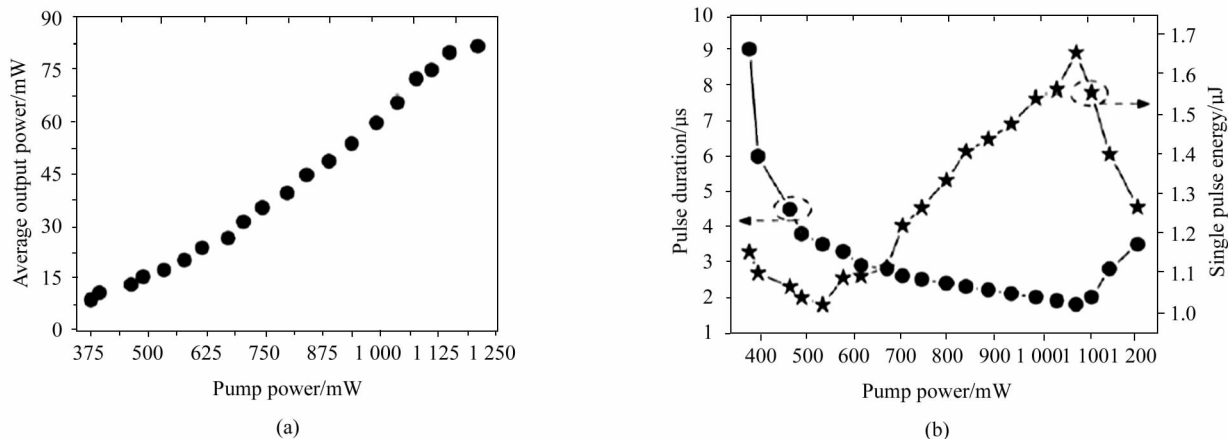 90
75
60
45
30
15
0
Average output power/mW
375 500 625 750 875 1 000 1 125 1 250
Pump power/mW
(a)
10
9
8
7
6
5
4
3
2
1
Pulse duration/μs
1.7
1.6
1.5
1.4
1.3
1.2
1.1
1.0
Single pulse energy/μJ
400 500 600 700 800 900 1 000 1 100 1 200
Pump power/mW
(b)